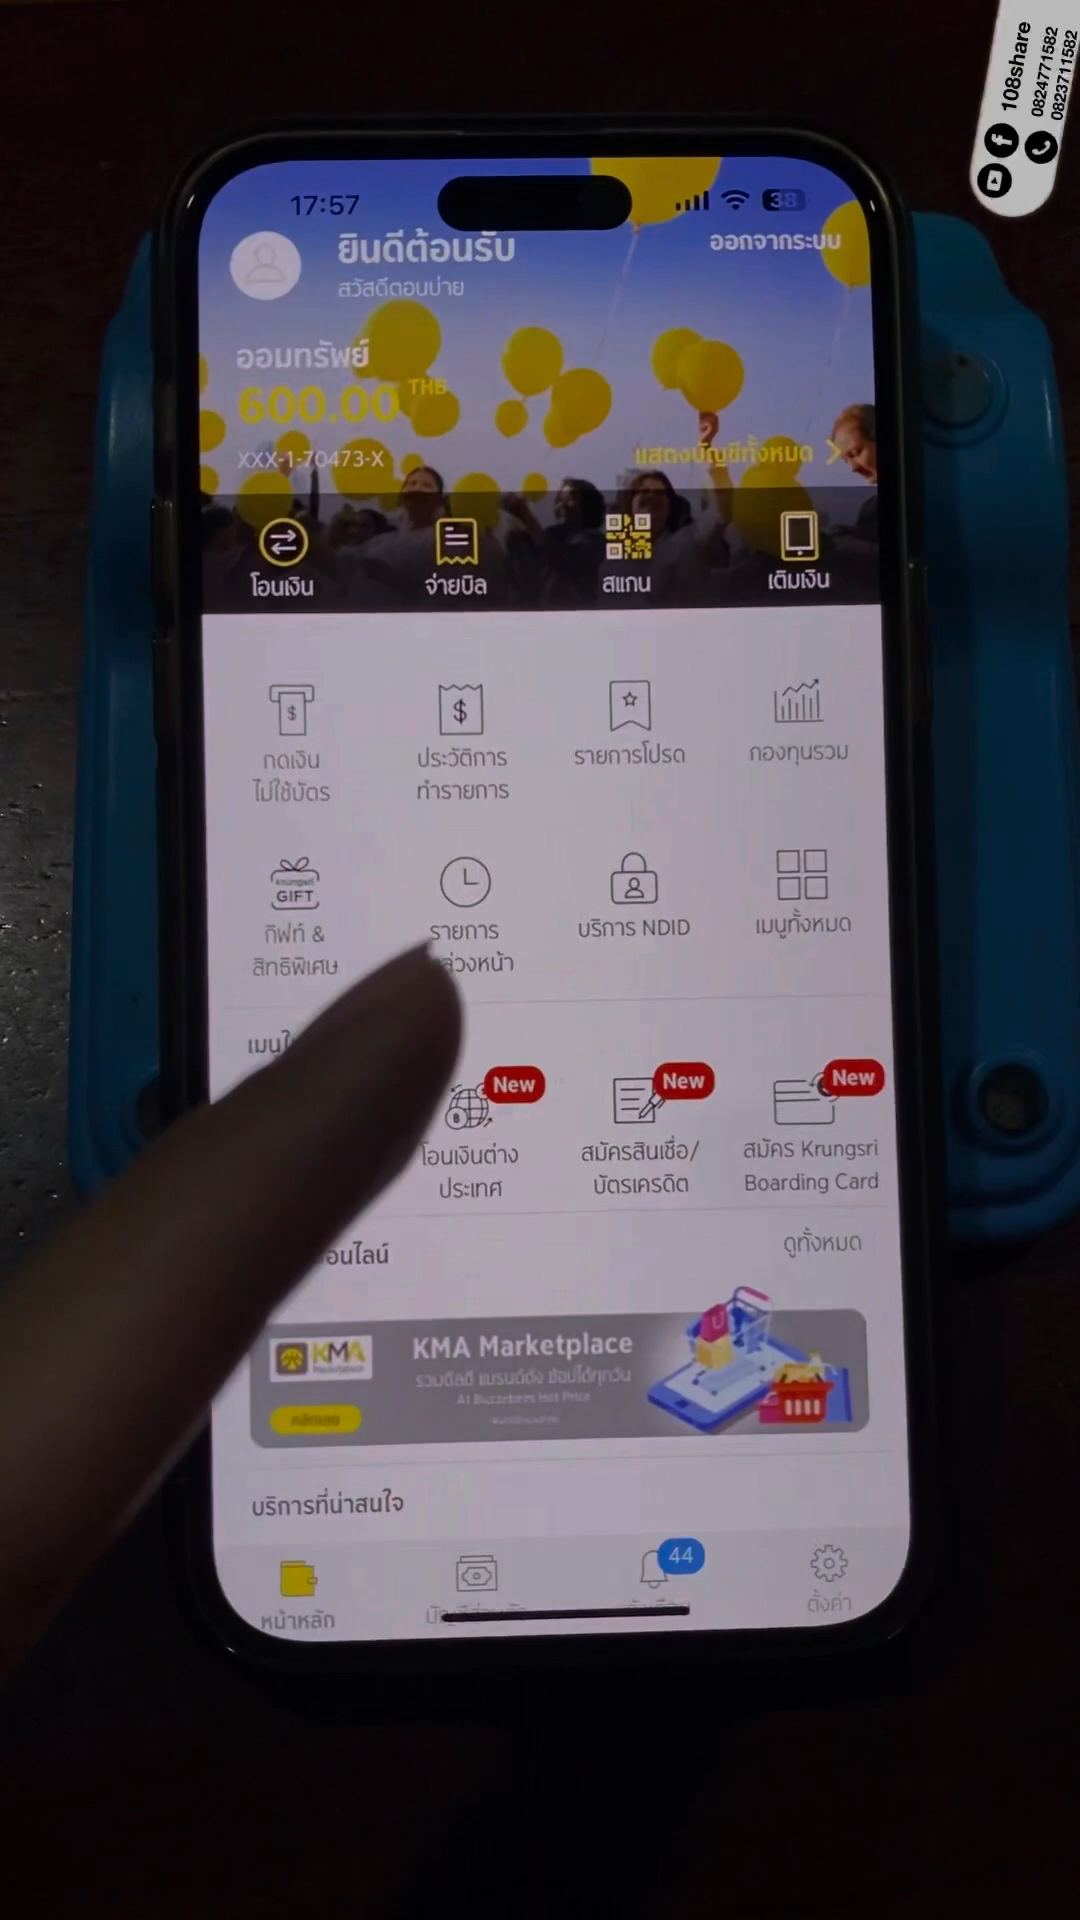 108share
0824771582
0823711582
17:57
38
ยินดีต้อนรับ
ออกจากระบบ
สวัสดีตอนบ่าย
ออมทรัพย์
600.00 THB
XXX-1-70473-X
แสดงบัญชีทั้งหมด
โอนเงิน
จ่ายบิล
สแกน
เติมเงิน
กดเงิน
ไม่ใช้บัตร
ประวัติการ
ทำรายการ
รายการโปรด
กองทุนรวม
krungsri
GIFT
กิฟท์ &
สิทธิพิเศษ
รายการ
ล่วงหน้า
บริการ NDID
เมนูทั้งหมด
New
New
New
โอนเงินต่าง
ประเทศ
สมัครสินเชื่อ/
บัตรเครดิต
สมัคร Krungsri
Boarding Card
ดูทั้งหมด
KMA
Marketplace
KMA Marketplace
รวมดีลดี แบรนด์ดัง ช้อปได้ทุกวัน
At Buzzebees Hot Price
คลิกเลย
บริการที่น่าสนใจ
44
หน้าหลัก
ตั้งค่า